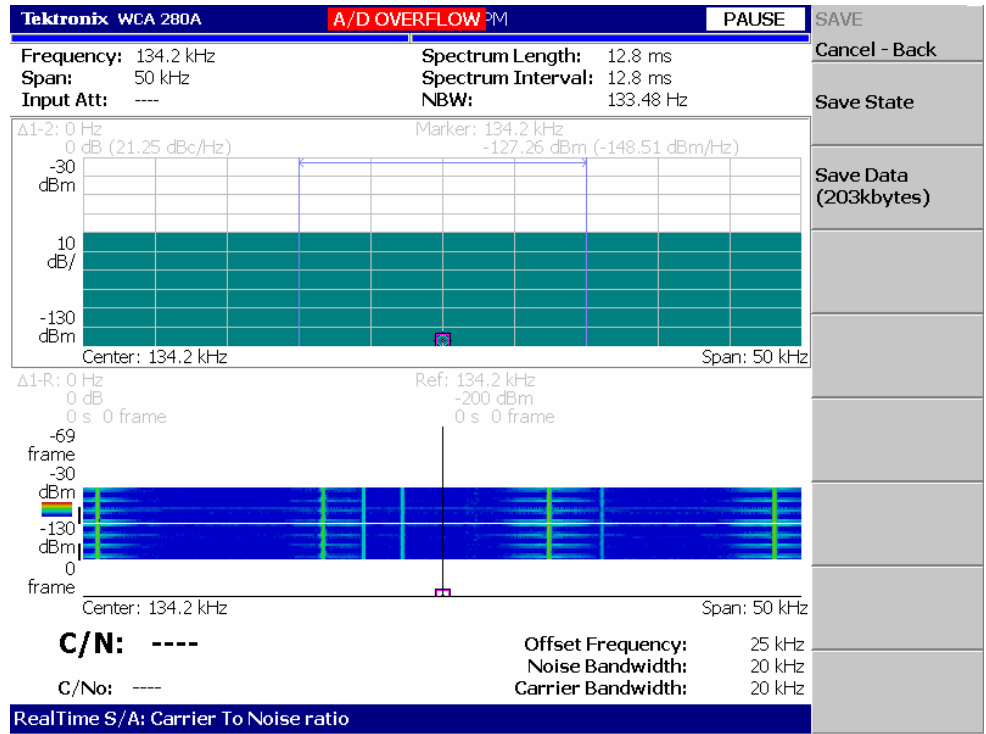 Tektronix WCA 280A
A/D OVERFLOW PM
PAUSE
SAVE
Cancel - Back
Frequency: 134.2 kHz
Span: 50 kHz
Input Att: ----
Spectrum Length: 12.8 ms
Spectrum Interval: 12.8 ms
NBW: 133.48 Hz
Save State
Save Data
(203kbytes)
Δ1-2: 0 Hz
0 dB (21.25 dBc/Hz)
Marker: 134.2 kHz
-127.26 dBm (-148.51 dBm/Hz)
-30
dBm
10
dB/
-130
dBm
Center: 134.2 kHz
Span: 50 kHz
Δ1-R: 0 Hz
0 dB
0 s 0 frame
Ref: 134.2 kHz
-200 dBm
0 s 0 frame
-69
frame
-30
dBm
-130
dBm
0
frame
Center: 134.2 kHz
Span: 50 kHz
C/N: ----
C/No: ----
Offset Frequency: 25 kHz
Noise Bandwidth: 20 kHz
Carrier Bandwidth: 20 kHz
RealTime S/A: Carrier To Noise ratio